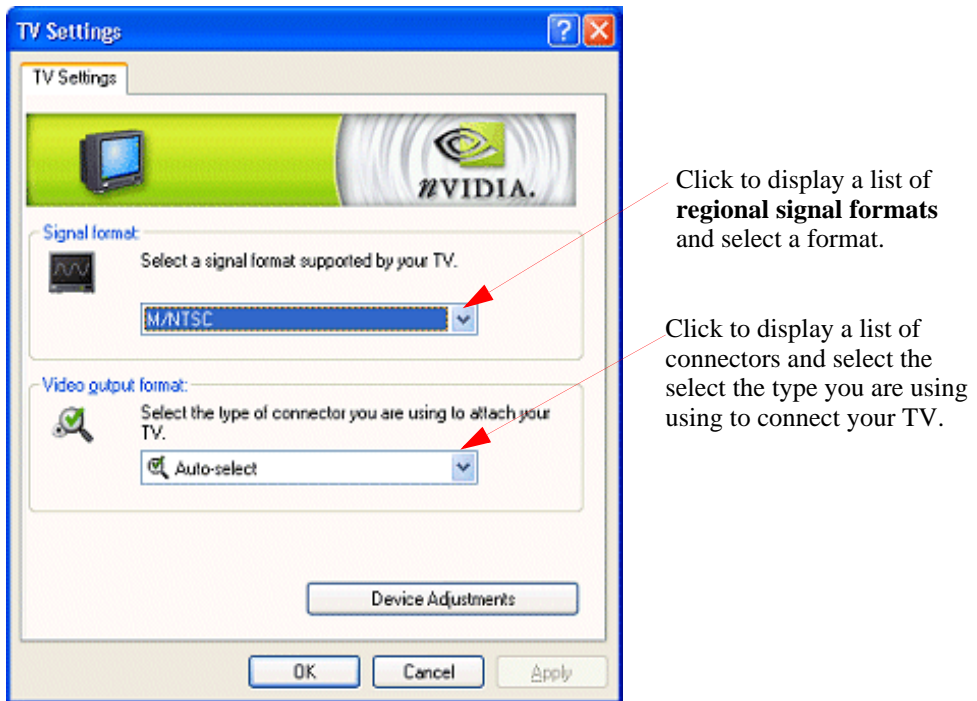 TV Settings
TV Settings
nVIDIA.
Signal format:
Select a signal format supported by your TV.
M/NTSC
Video output format:
Select the type of connector you are using to attach your
TV.
Auto-select
Device Adjustments
OK
Cancel
Apply
Click to display a list of
regional signal formats
and select a format.
Click to display a list of
connectors and select the
select the type you are using
using to connect your TV.